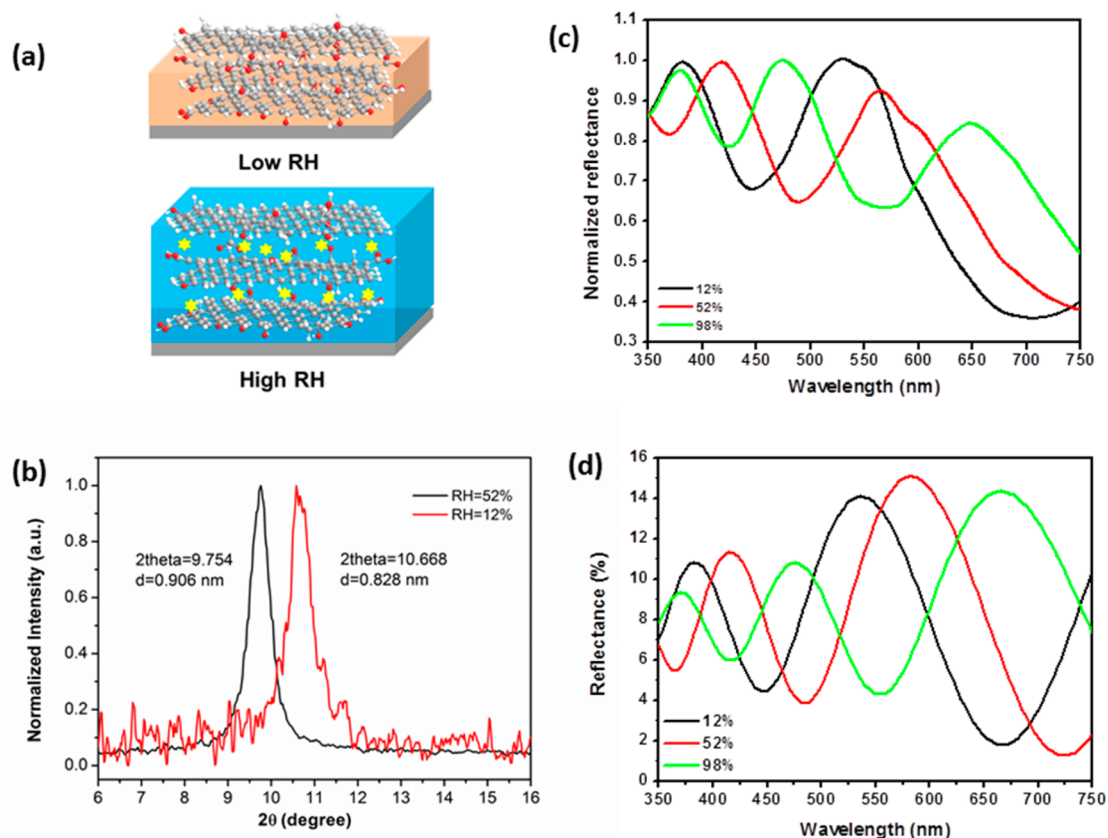 (a)
Low RH
High RH
(b)
Normalized Intensity (a.u.)
1.0
0.8
0.6
0.4
0.2
0.0
RH=52%
RH=12%
2theta=9.754
d=0.906 nm
2theta=10.668
d=0.828 nm
6 7 8 9 10 11 12 13 14 15 16
2θ (degree)
(c)
Normalized reflectance
1.1
1.0
0.9
0.8
0.7
0.6
0.5
0.4
0.3
12%
52%
98%
350 400 450 500 550 600 650 700 750
Wavelength (nm)
(d)
Reflectance (%)
16
14
12
10
8
6
4
2
0
12%
52%
98%
350 400 450 500 550 600 650 700 750
Wavelength (nm)